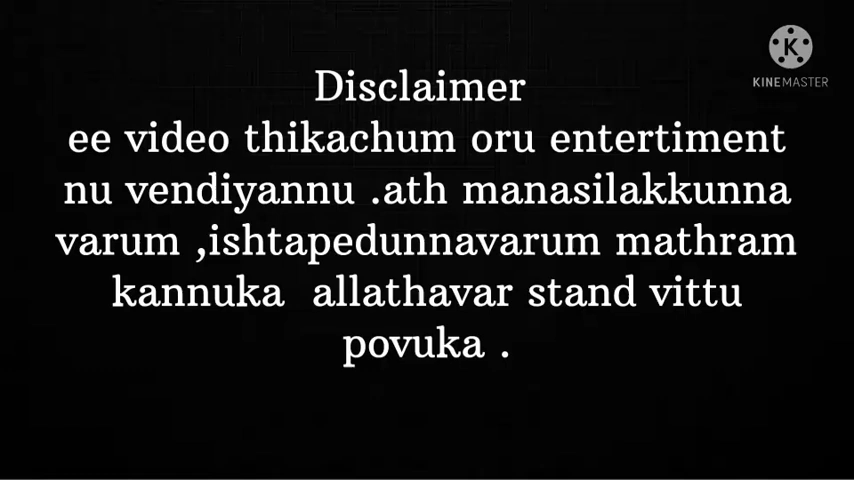 K
KINEMASTER
Disclaimer
ee video thikachum oru entertiment
nu vendiyannu .ath manasilakkunna
varum ,ishtapedunnavarum mathram
kannuka allathavar stand vittu
povuka .